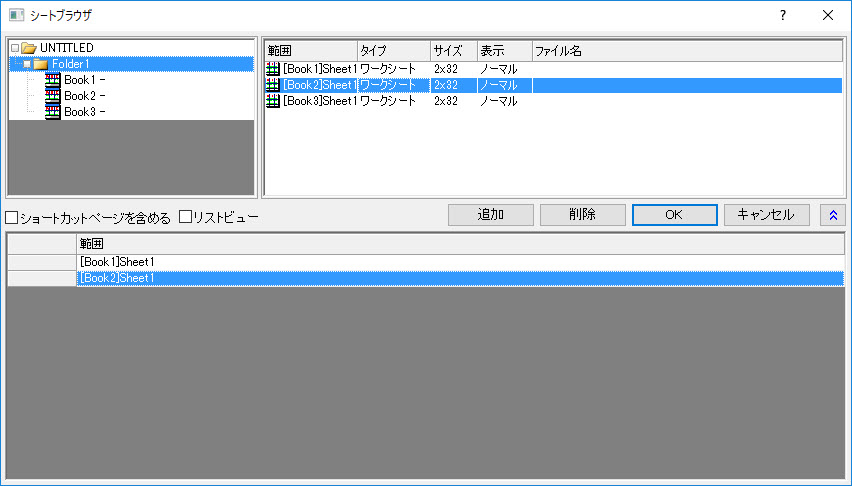 シートブラウザ
?
UNTITLED
Folder1
Book1 -
Book2 -
Book3 -
範囲 タイプ サイズ 表示 ファイル名
[Book1]Sheet1 ワークシート 2x32 ノーマル
[Book2]Sheet1 ワークシート 2x32 ノーマル
[Book3]Sheet1 ワークシート 2x32 ノーマル
ショートカットページを含める リストビュー 追加 削除 OK キャンセル
範囲
[Book1]Sheet1
[Book2]Sheet1